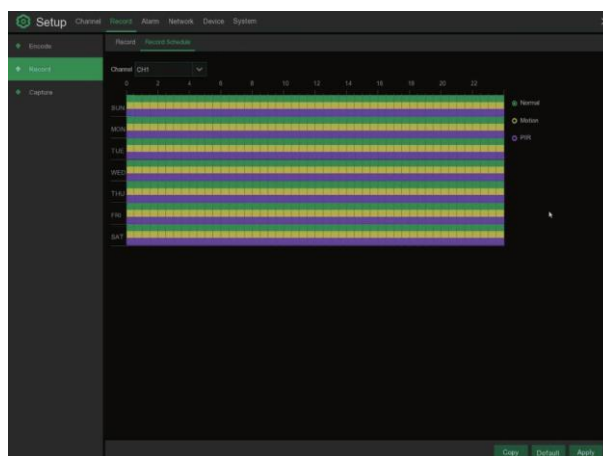 Setup Channel Record Alarm Network Device System
Encode
Record Record Schedule
Record
Channel CH1
Capture
0 2 4 6 8 10 12 14 16 18 20 22
Normal
SUN
Motion
MON
PIR
TUE
WED
THU
FRI
SAT
Copy Default Apply